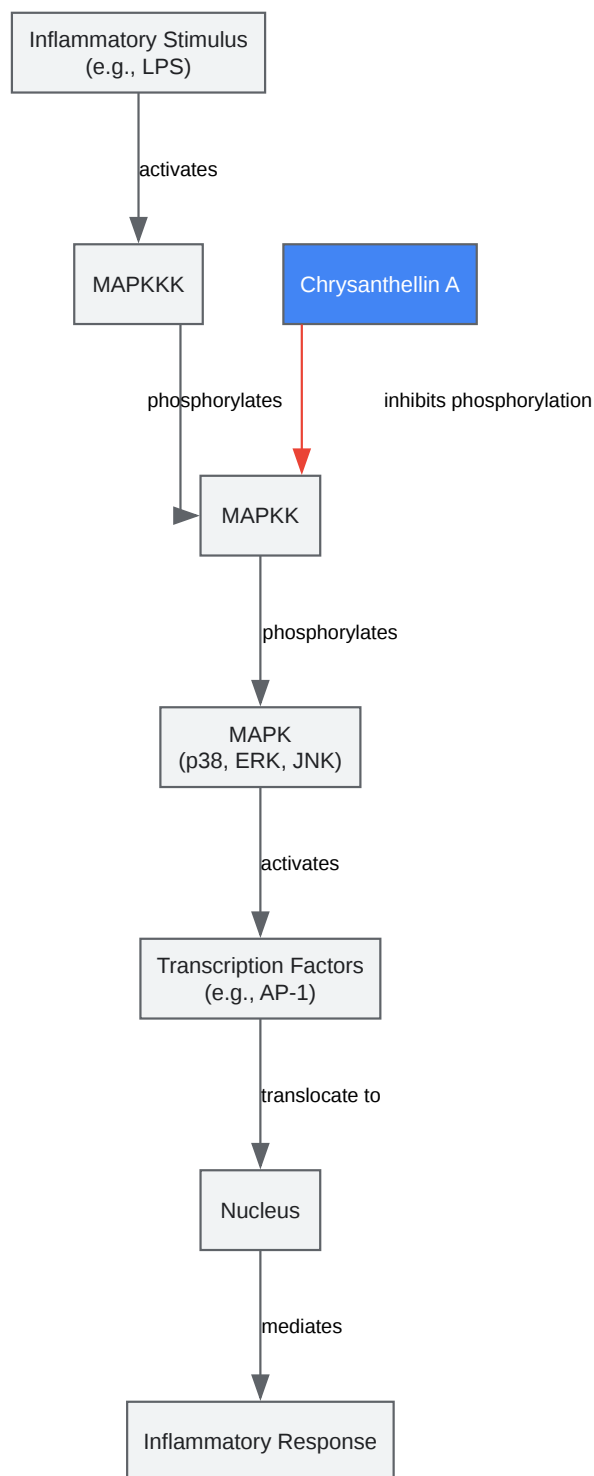 Inflammatory Stimulus
(e.g., LPS)
activates
MAPKKK
Chrysanthellin A
phosphorylates
inhibits phosphorylation
MAPKK
phosphorylates
MAPK
(p38, ERK, JNK)
activates
Transcription Factors
(e.g., AP-1)
translocate to
Nucleus
mediates
Inflammatory Response